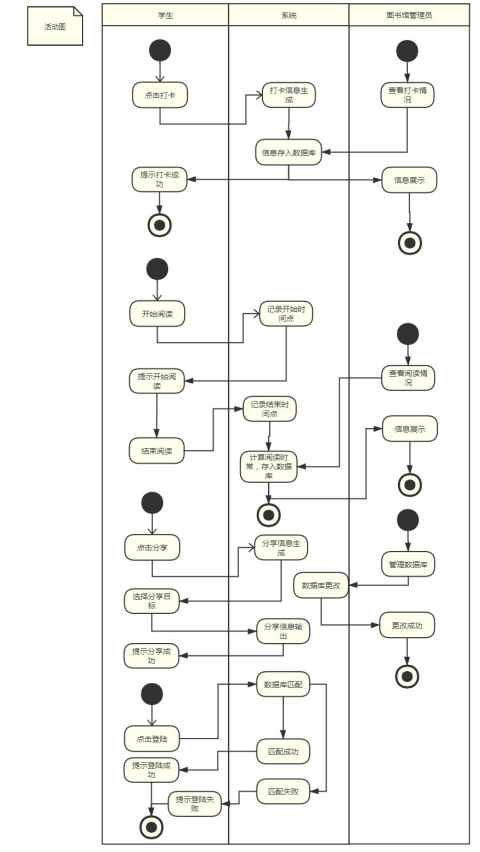 活动图
学生
系统
图书馆管理员
点击打卡
打卡信息生
成
查看打卡情
况
信息存入数据库
提示打卡成
功
信息展示
开始阅读
记录开始时
间点
提示开始阅
读
查看阅读情
况
记录结束时
间点
结束阅读
信息展示
计算阅读时
常，存入数据
库
点击分享
分享信息生
成
管理数据库
数据库更改
选择分享目
标
分享信息输
出
更改成功
提示分享成
功
数据库匹配
点击登陆
匹配成功
提示登陆成
功
匹配失败
提示登陆失
败